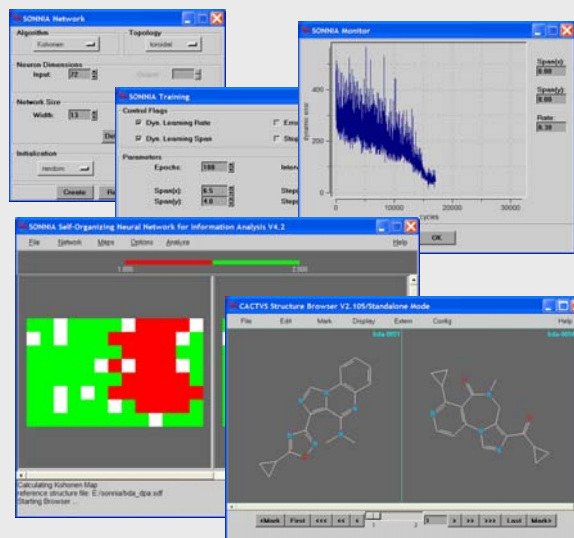 SONNIA Network
Algorithm
Topology
Kohonen
toroidal
Neuron Dimensions
Input: 72
Network Size
Width: 13
Initialization
random
Create
SONNIA Training
Control Flags
Dyn. Learning Rate
Dyn. Learning Span
Parameters
Epochs: 100
Span(x): 6.5
Span(y): 4.0
SONNIA Monitor
dynamic error
400
200
0
0
10000
20000
30000
cycles
Span(x):
0.00
Span(y):
0.00
Rate:
0.30
OK
SONNIA Self-Organizing Neural Network for Information Analysis V4.2
File Network Maps Options Analyze Help
1.000 2.000
Calculating Kohonen Map
reference structure file: E:/sonnia/bda_dpa.sdf
Starting Browser ...
CACTVS Structure Browser V2.105/Standalone Mode
File Edit Mark Display Extern Config Help
N
N
N
N
N
O
N
O
N
N
N
N
O
<Mark First <<< << < 1 2 > >> >>> Last Mark>